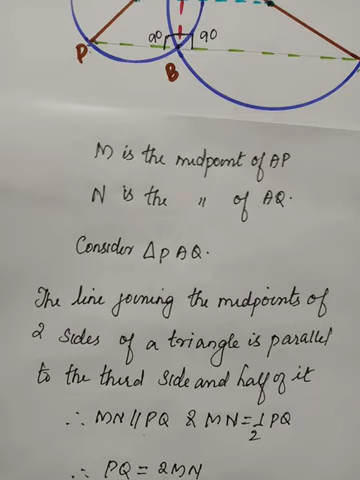 90 90
P
B
M is the midpoint of AP
N is the " of AQ.
Consider △PAQ.
The line joining the midpoints of
2 sides of a triangle is parallel
to the third side and half of it
∴ MN // PQ & MN = 1/2 PQ
∴ PQ = 2MN